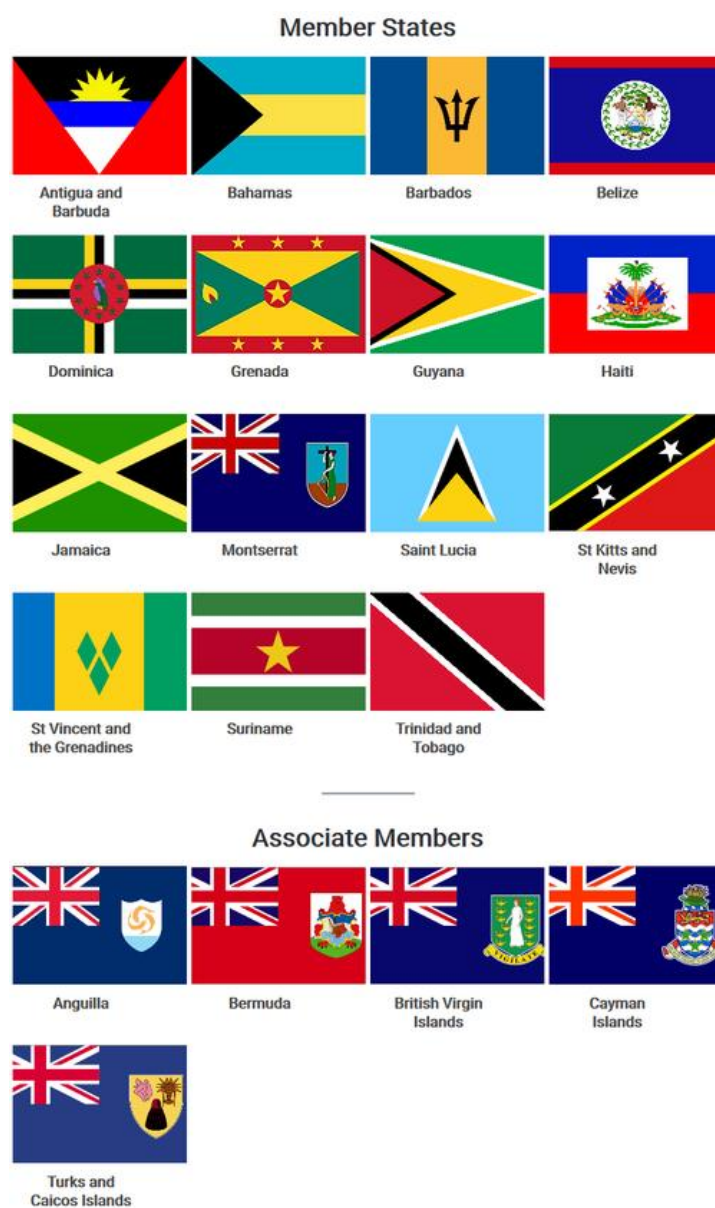 Member States
Antigua and
Barbuda
Bahamas
Barbados
Belize
Dominica
Grenada
Guyana
Haiti
Jamaica
Montserrat
Saint Lucia
St Kitts and
Nevis
St Vincent and
the Grenadines
Suriname
Trinidad and
Tobago
Associate Members
Anguilla
Bermuda
British Virgin
Islands
VIGILATE
Cayman
Islands
Turks and
Caicos Islands